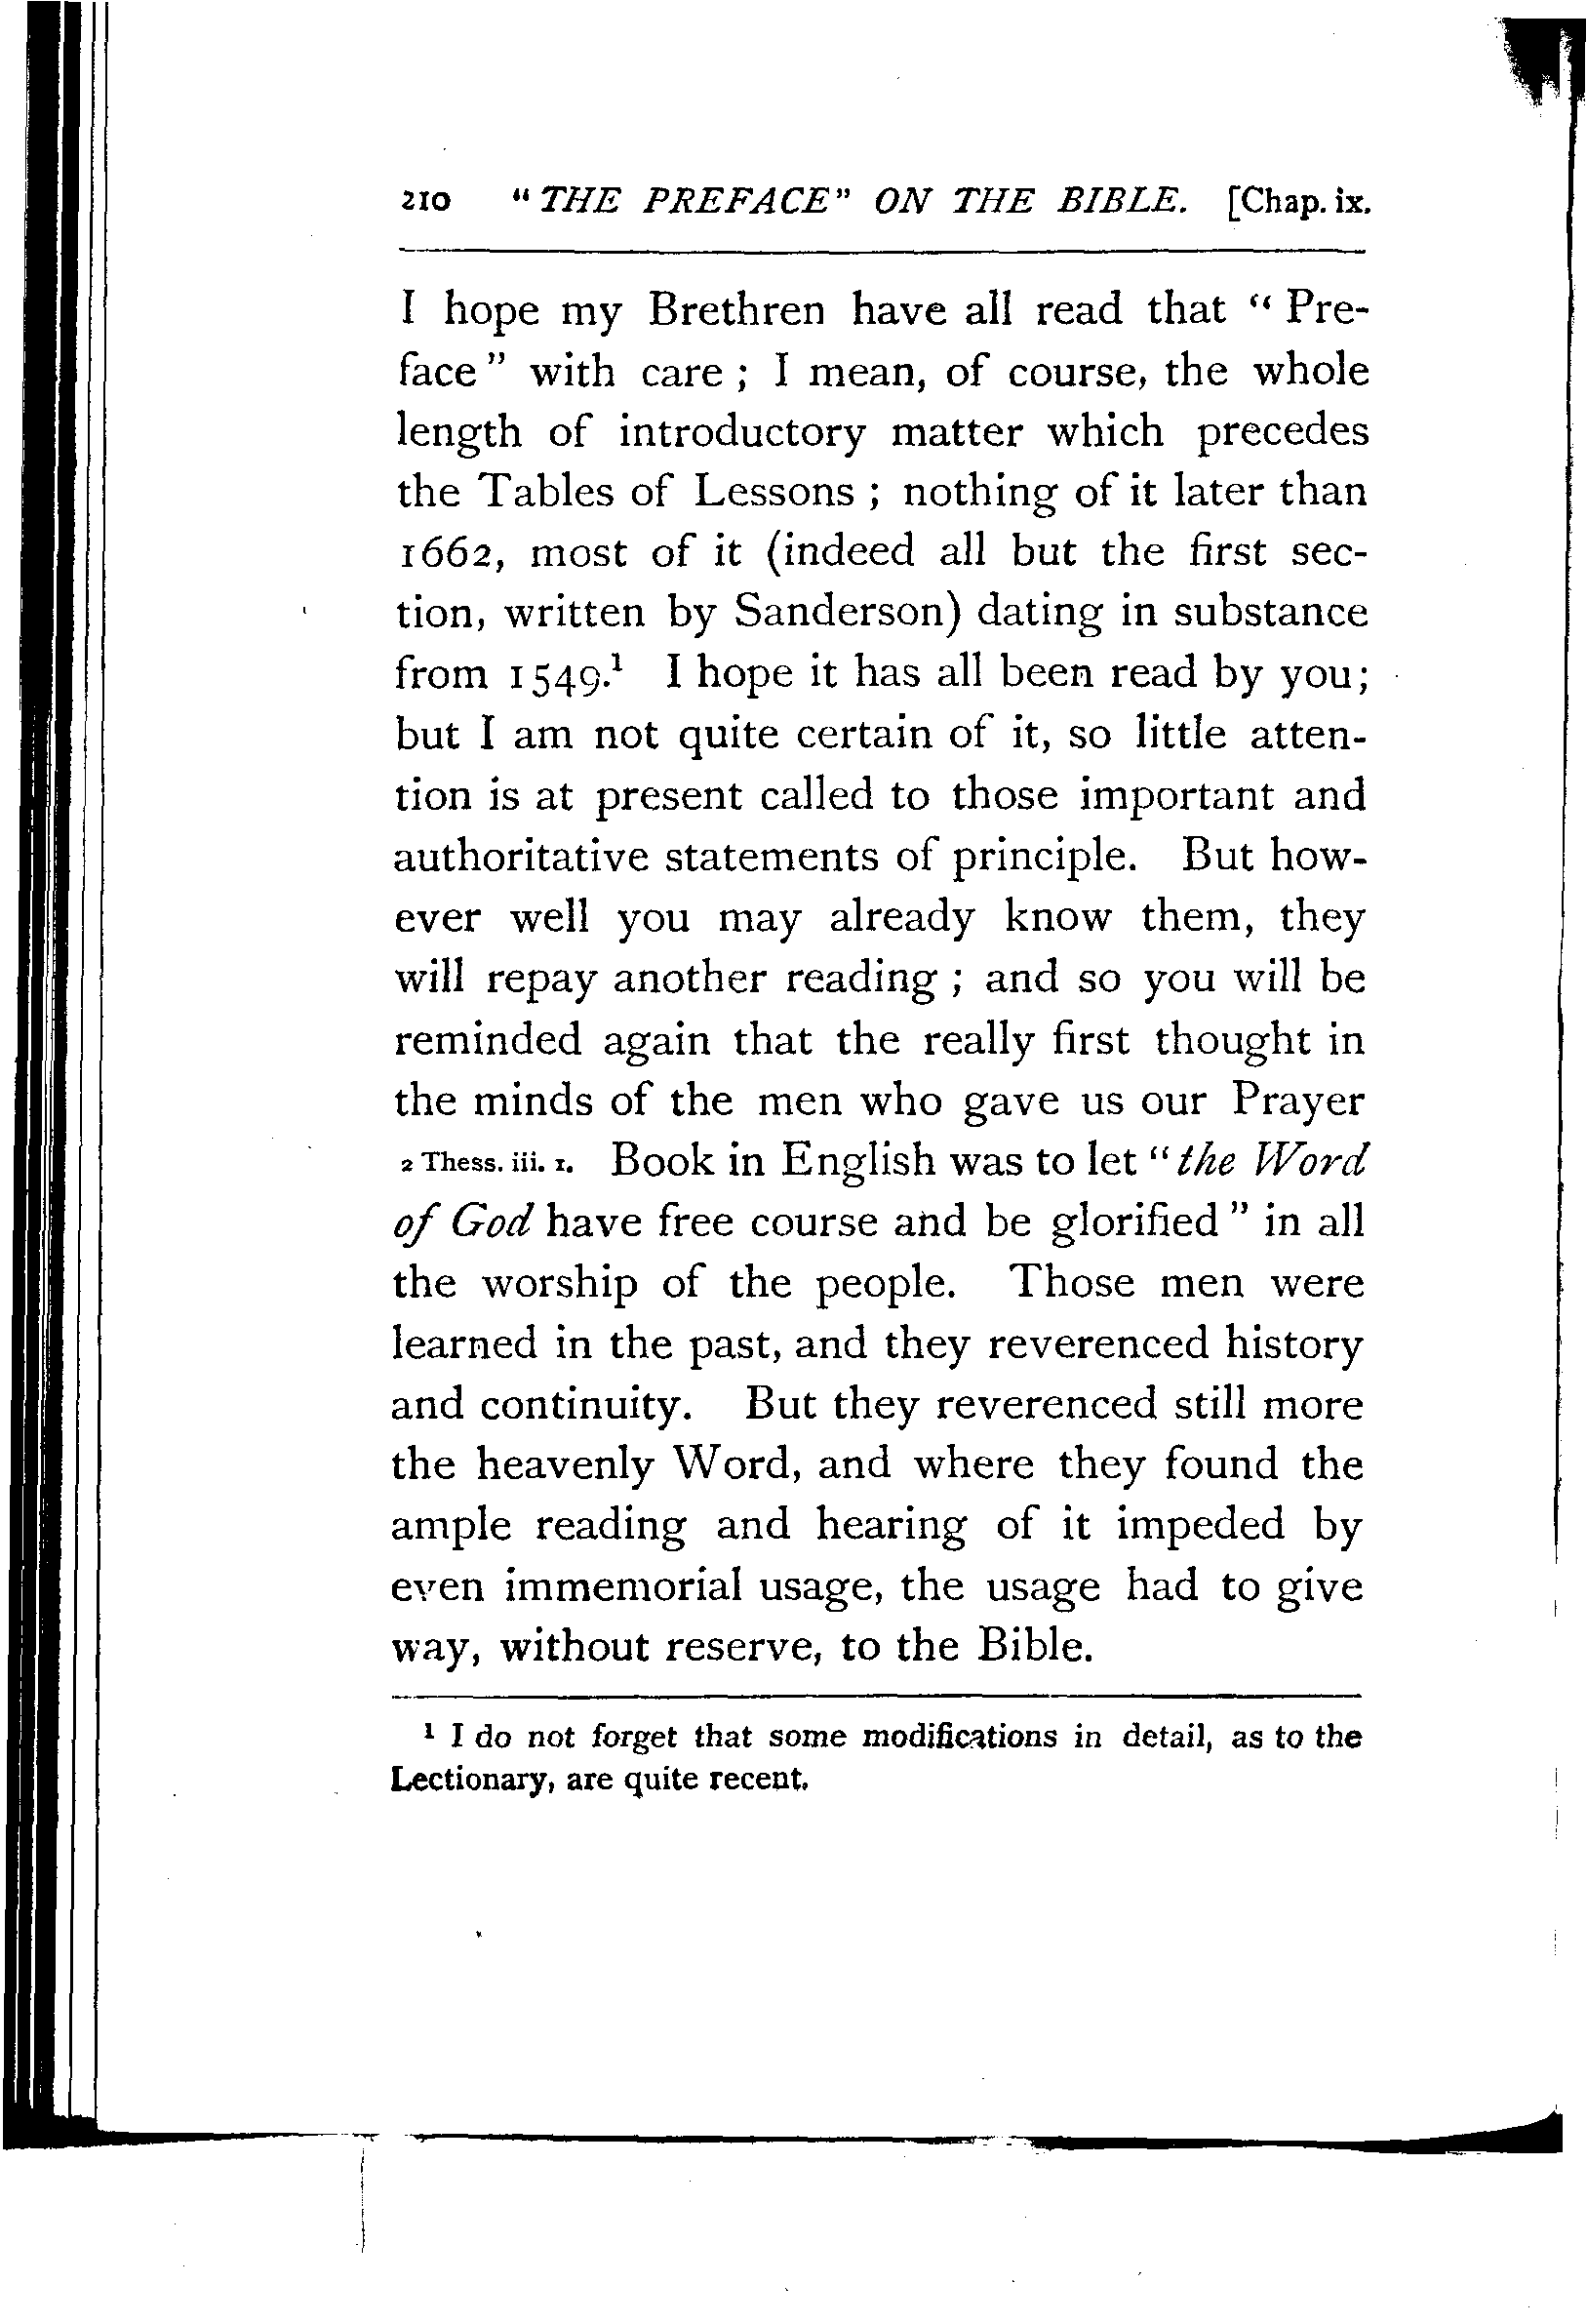 210 "THE PREFACE" ON THE BIBLE. [Chap. ix.
I hope my Brethren have all read that "Pre-
face" with care; I mean, of course, the whole
length of introductory matter which precedes
the Tables of Lessons; nothing of it later than
1662, most of it (indeed all but the first sec-
tion, written by Sanderson) dating in substance
from 1549.¹ I hope it has all been read by you;
but I am not quite certain of it, so little atten-
tion is at present called to those important and
authoritative statements of principle. But how-
ever well you may already know them, they
will repay another reading; and so you will be
reminded again that the really first thought in
the minds of the men who gave us our Prayer
2 Thess. iii. 1. Book in English was to let "the Word
of God have free course and be glorified" in all
the worship of the people. Those men were
learned in the past, and they reverenced history
and continuity. But they reverenced still more
the heavenly Word, and where they found the
ample reading and hearing of it impeded by
even immemorial usage, the usage had to give
way, without reserve, to the Bible.
¹ I do not forget that some modifications in detail, as to the
Lectionary, are quite recent.